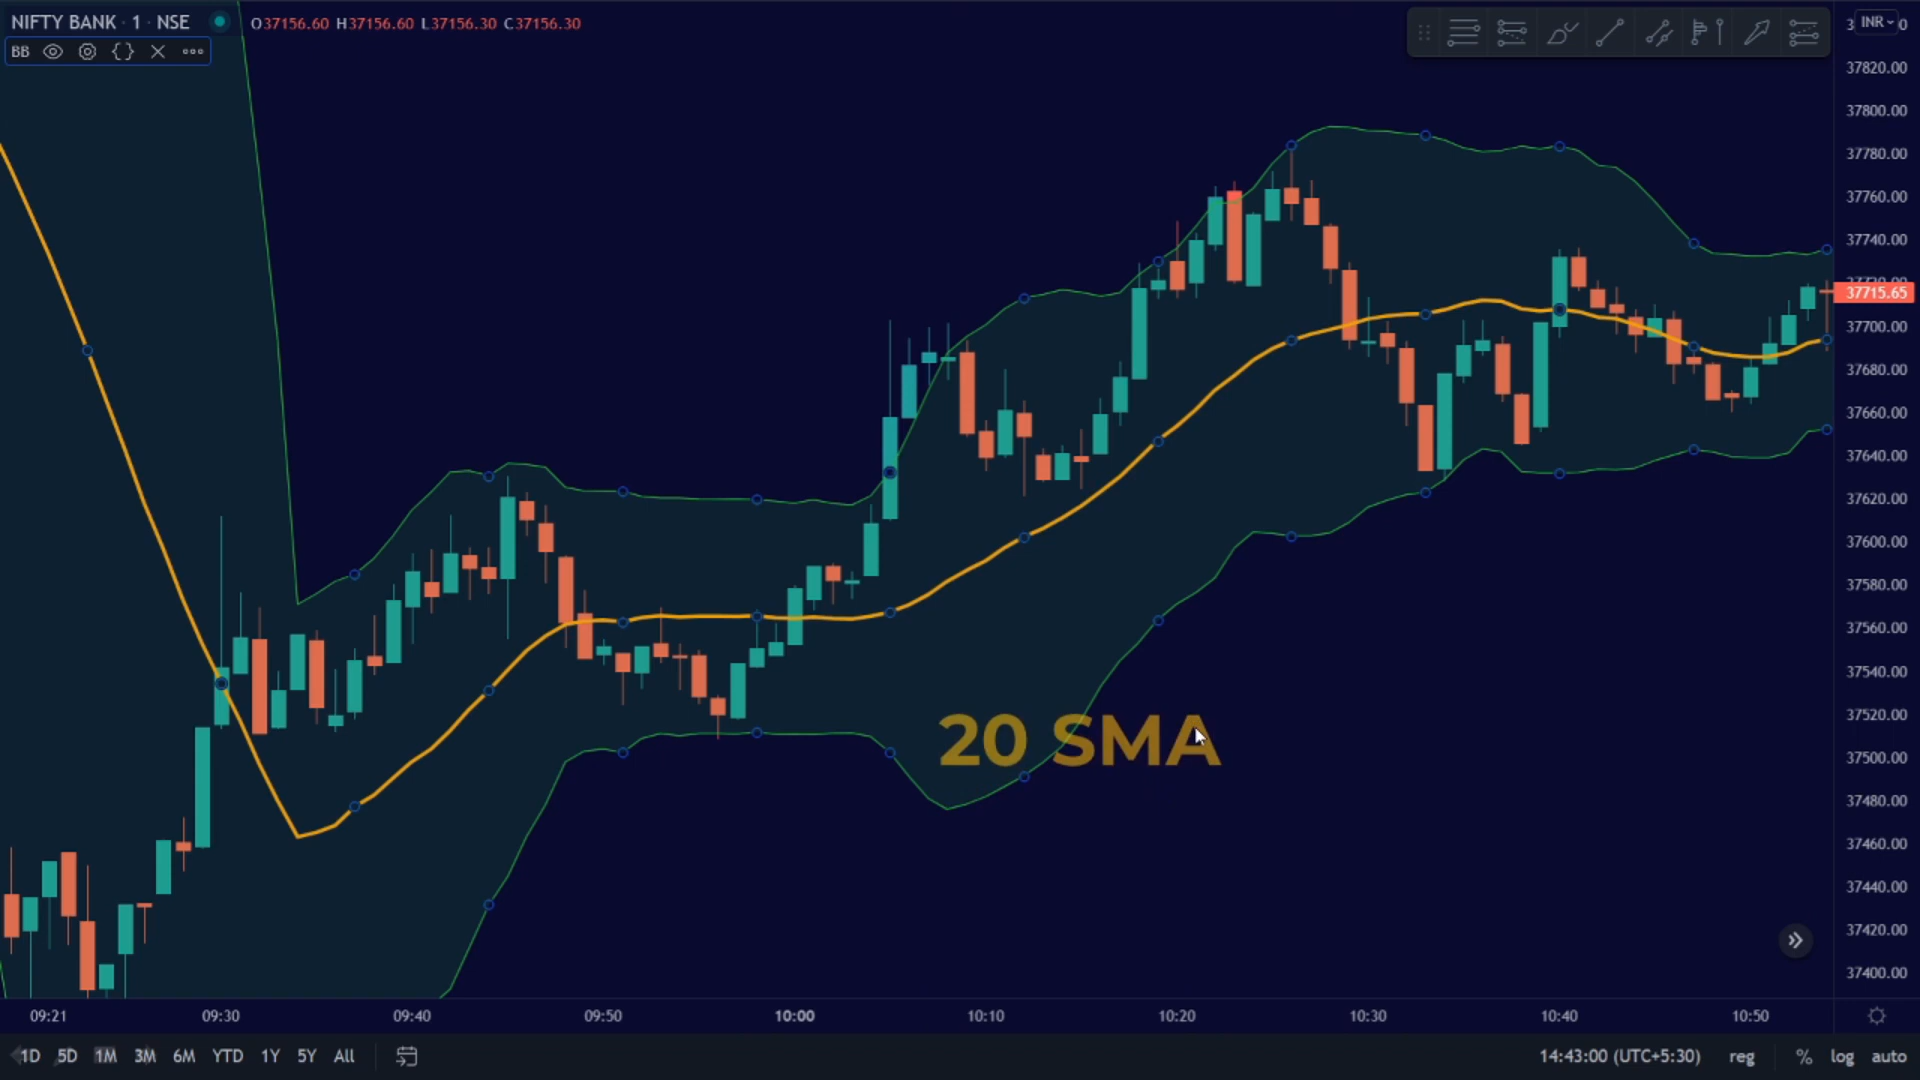 NIFTY BANK · 1 · NSE
O37156.60 H37156.60 L37156.30 C37156.30
INR
BB
37820.00
37800.00
37780.00
37760.00
37740.00
37715.65
37700.00
37680.00
37660.00
37640.00
37620.00
37600.00
37580.00
37560.00
37540.00
37520.00
37500.00
37480.00
37460.00
37440.00
37420.00
37400.00
20 SMA
09:21 09:30 09:40 09:50 10:00 10:10 10:20 10:30 10:40 10:50
1D 5D 1M 3M 6M YTD 1Y 5Y All
14:43:00 (UTC+5:30) reg % log auto